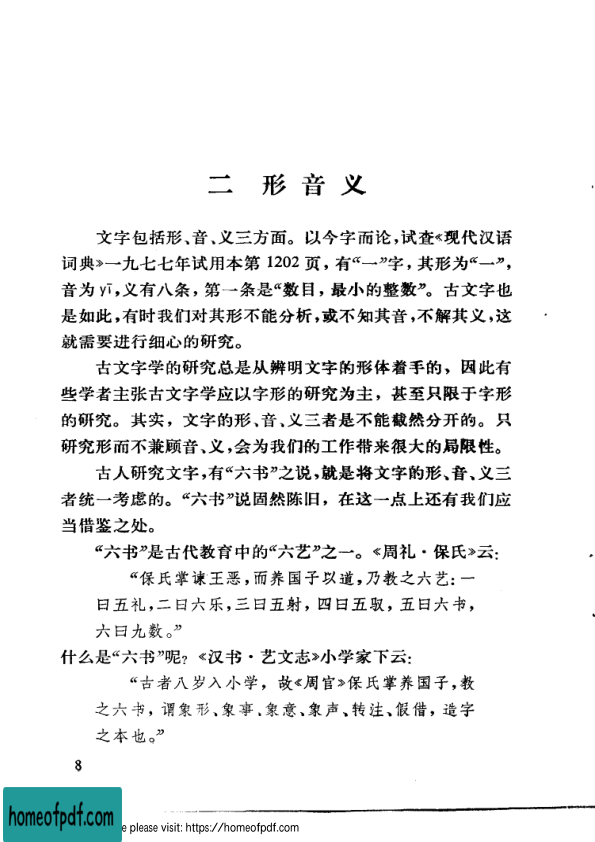 二 形音义
文字包括形、音、义三方面。以今字而论,试查《现代汉语
词典》一九七七年试用本第 1202 页,有“一”字,其形为“一”,
音为 yī,义有八条,第一条是“数目,最小的整数”。古文字也
是如此,有时我们对其形不能分析,或不知其音,不解其义,这
就需要进行细心的研究。
古文字学的研究总是从辨明文字的形体着手的,因此有
些学者主张古文字学应以字形的研究为主,甚至只限于字形
的研究。其实,文字的形、音、义三者是不能截然分开的。只
研究形而不兼顾音、义,会为我们的工作带来很大的局限性。
古人研究文字,有“六书”之说,就是将文字的形、音、义三
者统一考虑的。“六书”说固然陈旧,在这一点上还有我们应
当借鉴之处。
“六书”是古代教育中的“六艺”之一。《周礼·保氏》云:
“保氏掌谏王恶,而养国子以道,乃教之六艺:一
曰五礼,二曰六乐,三曰五射,四曰五驭,五曰六书,
六曰九数。”
什么是“六书”呢?《汉书·艺文志》小学家下云:
“古者八岁入小学,故《周官》保氏掌养国子,教
之六书,谓象形、象事、象意、象声、转注、假借,造字
之本也。”
8
homeofpdf.com
e please visit: https://homeofpdf.com